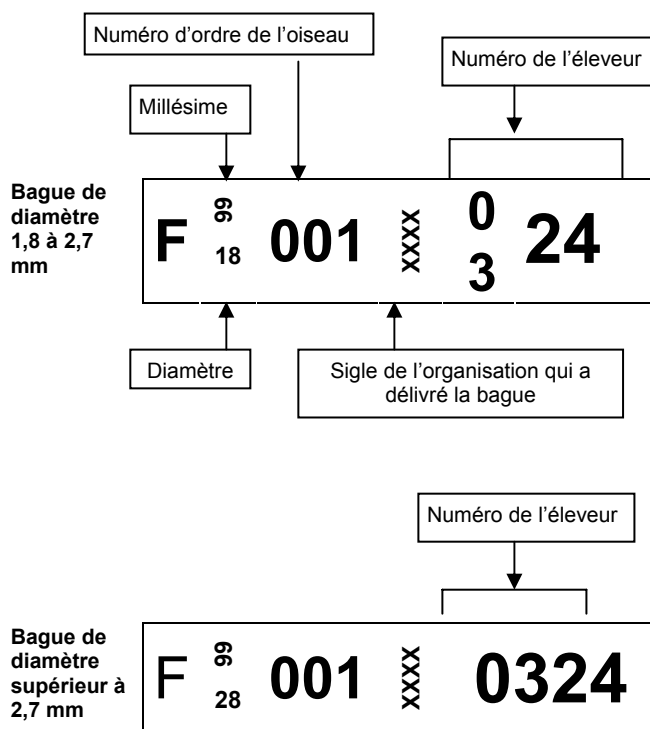 Numéro d’ordre de l’oiseau
Numéro de l’éleveur
Millésime
Bague de
diamètre
1,8 à 2,7
mm
F 99 18 001 XXXX 0 3 24
Diamètre
Sigle de l’organisation qui a
délivré la bague
Numéro de l’éleveur
Bague de
diamètre
supérieur à
2,7 mm
F 99 28 001 XXXX 0324